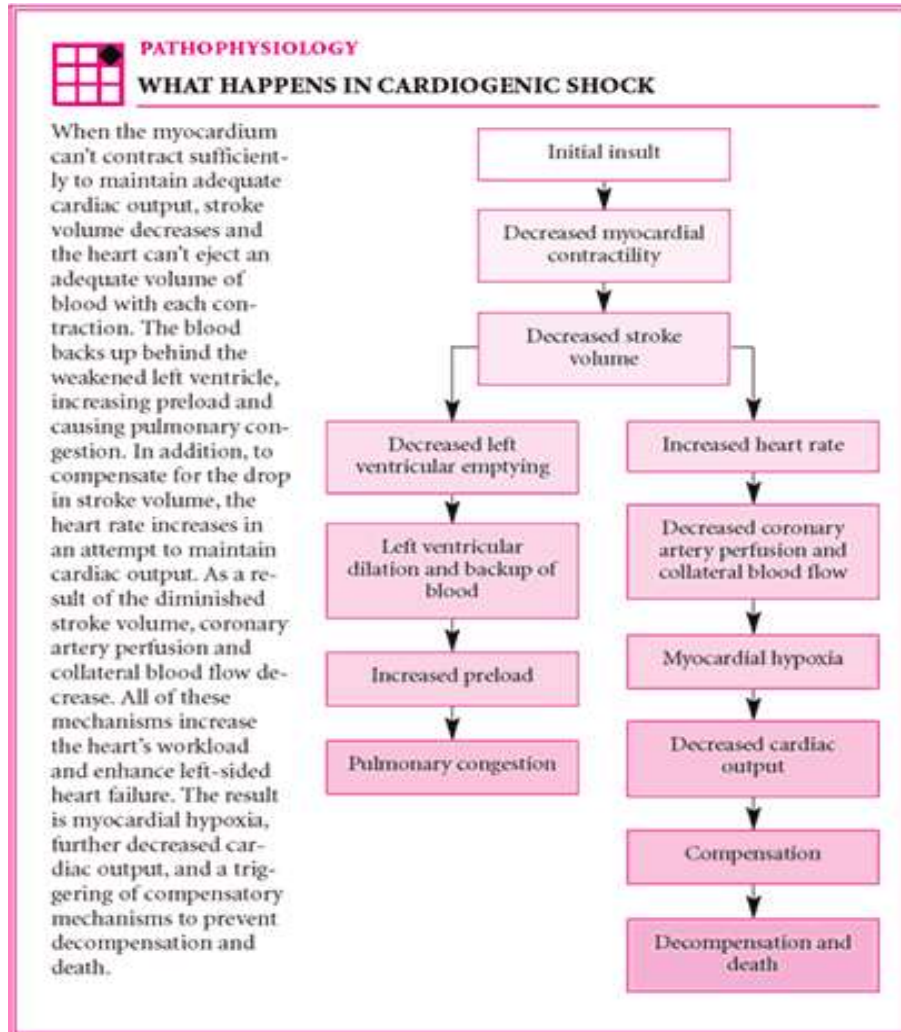 PATHOPHYSIOLOGY
WHAT HAPPENS IN CARDIOGENIC SHOCK
When the myocardium
can't contract sufficient-
ly to maintain adequate
cardiac output, stroke
volume decreases and
the heart can't eject an
adequate volume of
blood with each con-
traction. The blood
backs up behind the
weakened left ventricle,
increasing preload and
causing pulmonary con-
gestion. In addition, to
compensate for the drop
in stroke volume, the
heart rate increases in
an attempt to maintain
cardiac output. As a re-
sult of the diminished
stroke volume, coronary
artery perfusion and
collateral blood flow de-
crease. All of these
mechanisms increase
the heart's workload
and enhance left-sided
heart failure. The result
is myocardial hypoxia,
further decreased car-
diac output, and a trig-
gering of compensatory
mechanisms to prevent
decompensation and
death.
Initial insult
Decreased myocardial
contractility
Decreased stroke
volume
Decreased left
ventricular emptying
Left ventricular
dilation and backup of
blood
Increased preload
Pulmonary congestion
Increased heart rate
Decreased coronary
artery perfusion and
collateral blood flow
Myocardial hypoxia
Decreased cardiac
output
Compensation
Decompensation and
death